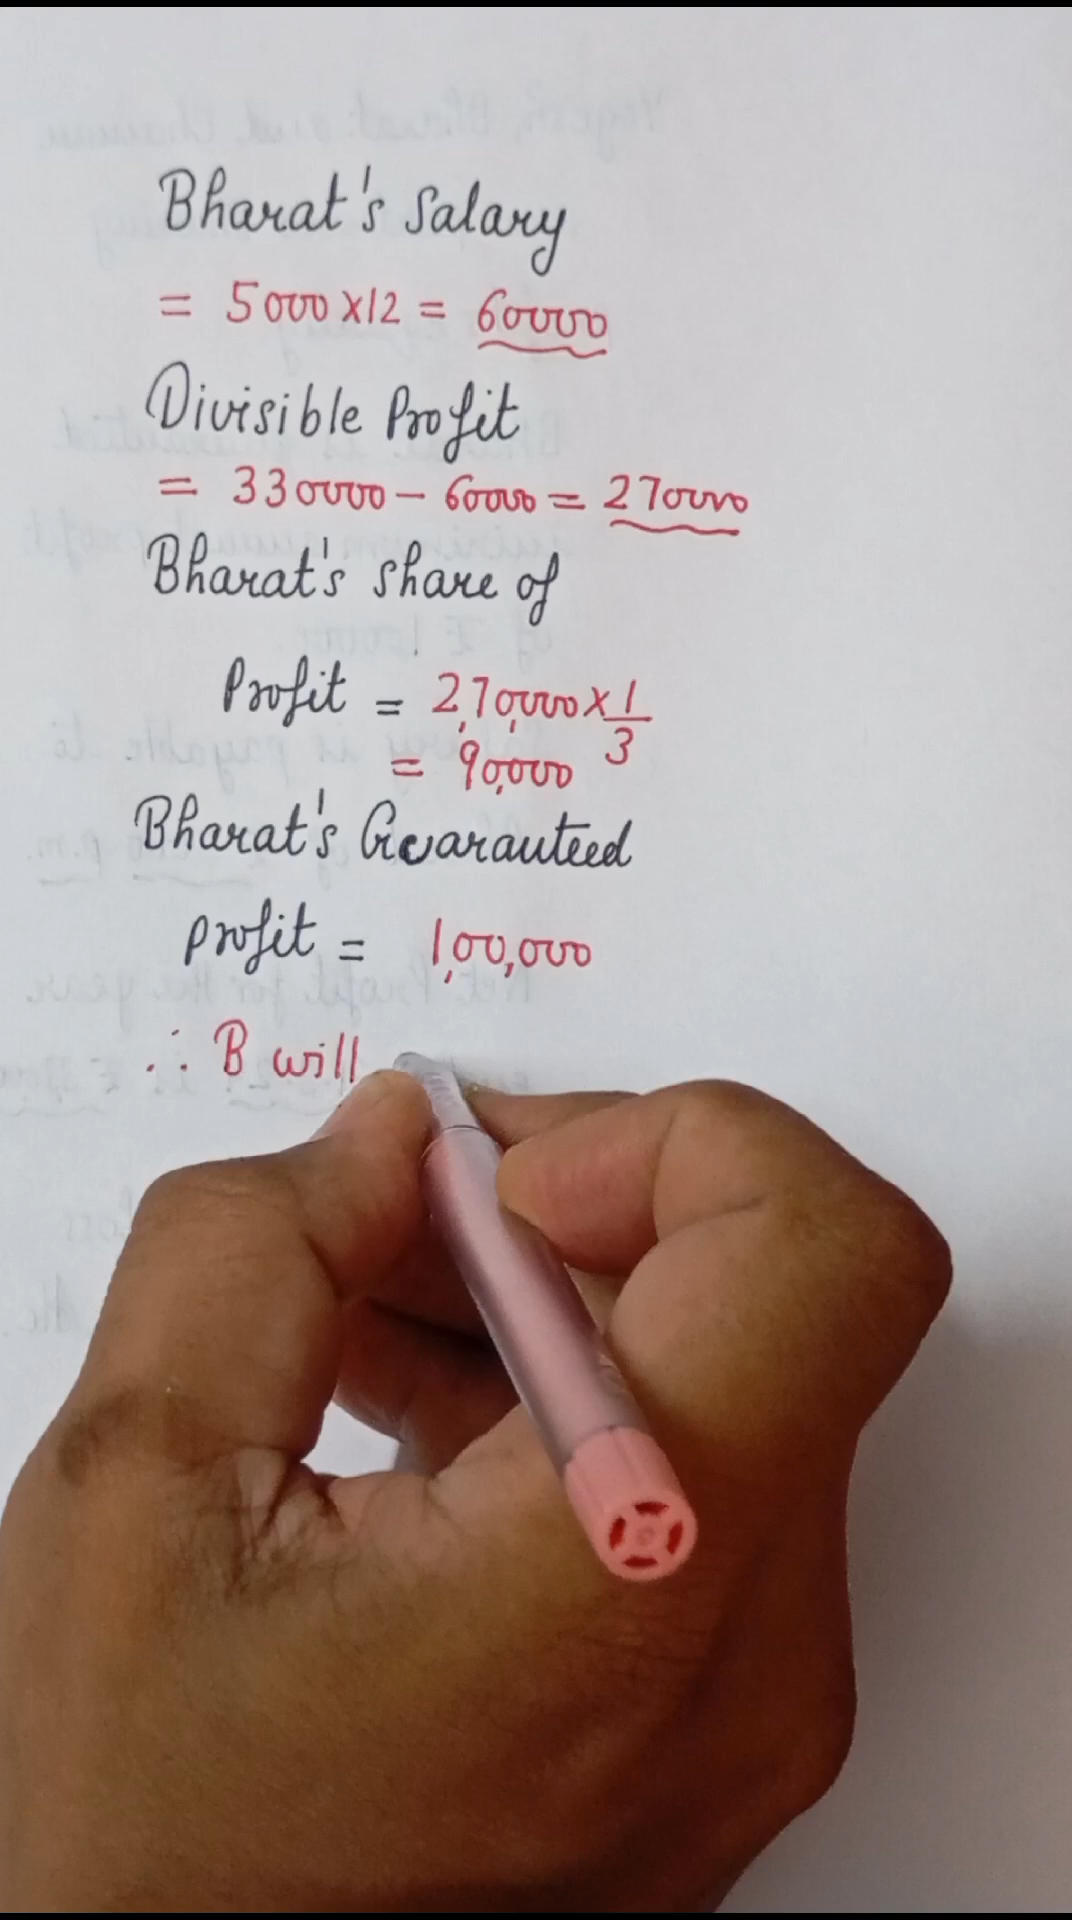 Bharat's Salary
= 5000 x 12 = 60000
Divisible Profit
= 330000 - 60000 = 270000
Bharat's share of
Profit = 2,70,000 x 1/3
= 90,000
Bharat's Guaranteed
profit = 1,00,000
∴ B will